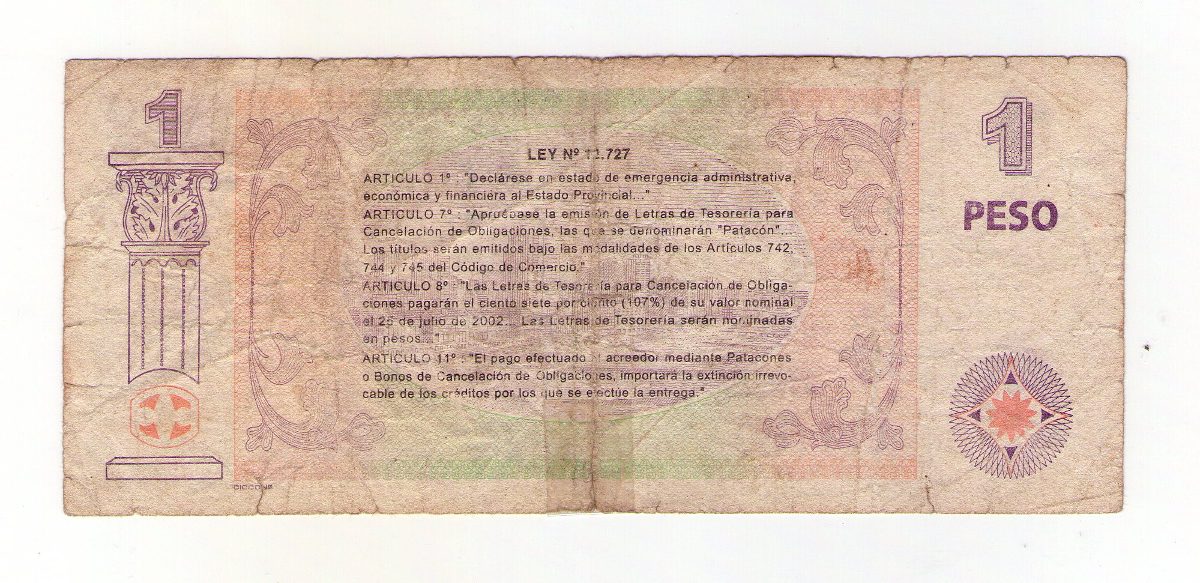 1
1
PESO
LEY Nº 12.727
ARTICULO 1º : "Declárese en estado de emergencia administrativa,
económica y financiera al Estado Provincial..."
ARTICULO 7º : "Apruébase la emisión de Letras de Tesorería para
Cancelación de Obligaciones, las que se denominarán "Patacón"...
Los títulos serán emitidos bajo las modalidades de los Artículos 742,
744 y 745 del Código de Comercio."
ARTICULO 8º : "Las Letras de Tesorería para Cancelación de Obliga-
ciones pagarán el ciento siete por ciento (107%) de su valor nominal
el 25 de julio de 2002... Las Letras de Tesorería serán nominadas
en pesos..."
ARTICULO 11º : "El pago efectuado al acreedor mediante Patacones
o Bonos de Cancelación de Obligaciones, importará la extinción irrevo-
cable de los créditos por los que se efectúe la entrega."
CICCONE